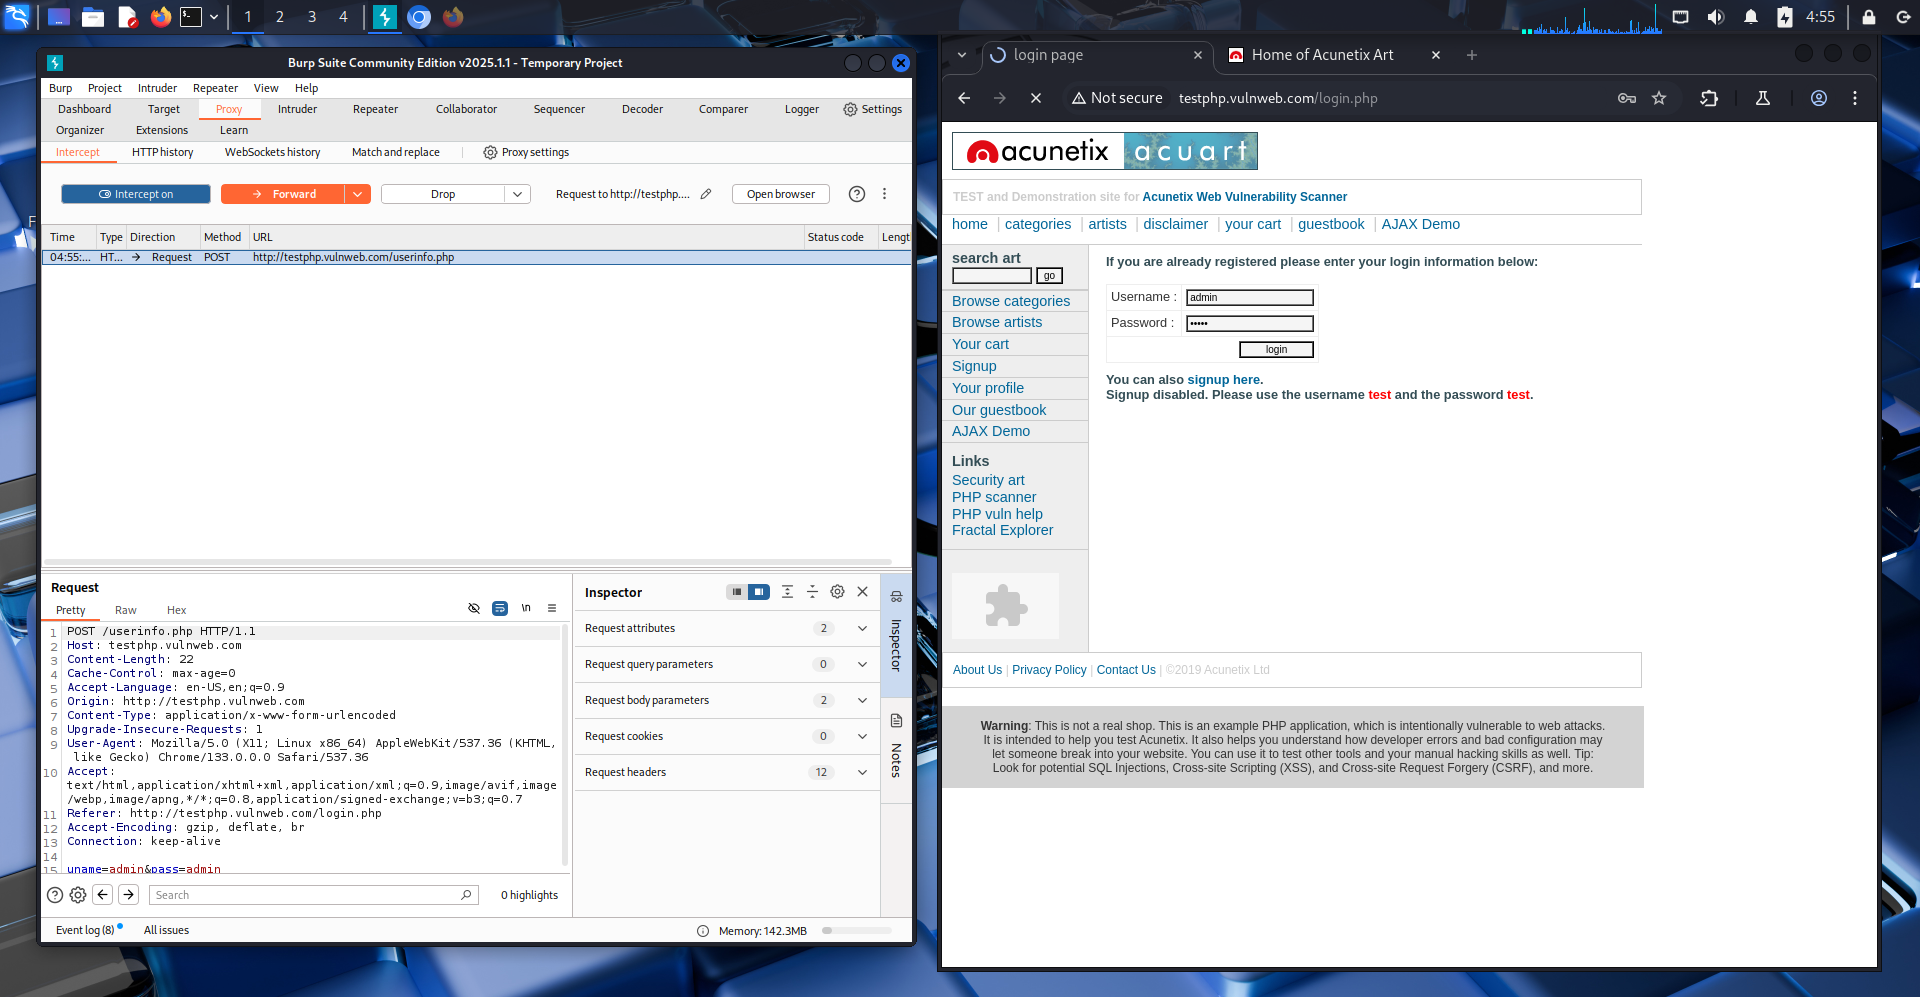 1 2 3 4
4:55
Burp Suite Community Edition v2025.1.1 - Temporary Project
Burp Project Intruder Repeater View Help
Dashboard Target Proxy Intruder Repeater Collaborator Sequencer Decoder Comparer Logger Settings
Organizer Extensions Learn
Intercept HTTP history WebSockets history Match and replace Proxy settings
Intercept on Forward Drop Request to http://testphp.... Open browser
Time Type Direction Method URL Status code Length
04:55:... HT... → Request POST http://testphp.vulnweb.com/userinfo.php
Request
Pretty Raw Hex \n
1 POST /userinfo.php HTTP/1.1
2 Host: testphp.vulnweb.com
3 Content-Length: 22
4 Cache-Control: max-age=0
5 Accept-Language: en-US,en;q=0.9
6 Origin: http://testphp.vulnweb.com
7 Content-Type: application/x-www-form-urlencoded
8 Upgrade-Insecure-Requests: 1
9 User-Agent: Mozilla/5.0 (X11; Linux x86_64) AppleWebKit/537.36 (KHTML,
like Gecko) Chrome/133.0.0.0 Safari/537.36
10 Accept:
text/html,application/xhtml+xml,application/xml;q=0.9,image/avif,image
/webp,image/apng,*/*;q=0.8,application/signed-exchange;v=b3;q=0.7
11 Referer: http://testphp.vulnweb.com/login.php
12 Accept-Encoding: gzip, deflate, br
13 Connection: keep-alive
14
15 uname=admin&pass=admin
Search 0 highlights
Inspector
Request attributes 2
Request query parameters 0
Request body parameters 2
Request cookies 0
Request headers 12
Inspector
Notes
Event log (8) All issues
Memory: 142.3MB
F
login page Home of Acunetix Art
Not secure testphp.vulnweb.com/login.php
acunetix acuart
TEST and Demonstration site for Acunetix Web Vulnerability Scanner
home | categories | artists | disclaimer | your cart | guestbook | AJAX Demo
search art
go
Browse categories
Browse artists
Your cart
Signup
Your profile
Our guestbook
AJAX Demo
Links
Security art
PHP scanner
PHP vuln help
Fractal Explorer
If you are already registered please enter your login information below:
Username : admin
Password : •••••
login
You can also signup here.
Signup disabled. Please use the username test and the password test.
About Us | Privacy Policy | Contact Us | ©2019 Acunetix Ltd
Warning: This is not a real shop. This is an example PHP application, which is intentionally vulnerable to web attacks.
It is intended to help you test Acunetix. It also helps you understand how developer errors and bad configuration may
let someone break into your website. You can use it to test other tools and your manual hacking skills as well. Tip:
Look for potential SQL Injections, Cross-site Scripting (XSS), and Cross-site Request Forgery (CSRF), and more.